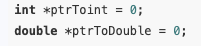 int *ptrToint = 0;
double *ptrToDouble = 0;